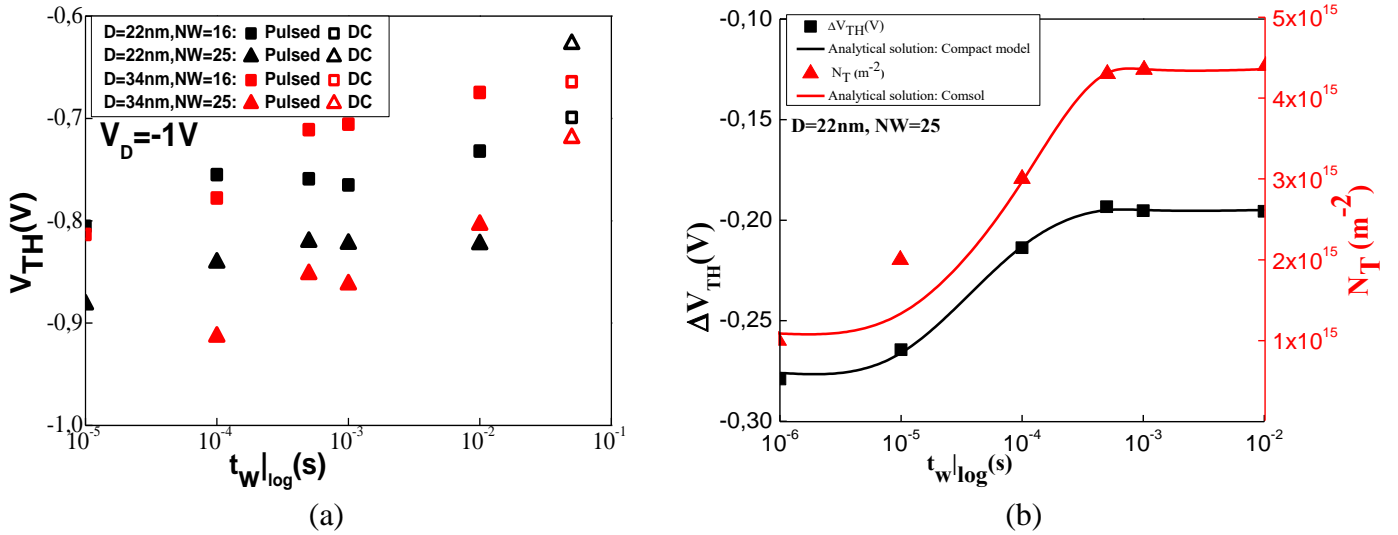 -0,6
-0,7
-0,8
-0,9
-1,0
V_TH(V)
D=22nm,NW=16: ■ Pulsed □ DC
D=22nm,NW=25: ▲ Pulsed △ DC
D=34nm,NW=16: ■ Pulsed □ DC
D=34nm,NW=25: ▲ Pulsed △ DC
V_D=-1V
10^-5 10^-4 10^-3 10^-2 10^-1
t_W|_log(s)
(a)
-0,10
-0,15
-0,20
-0,25
-0,30
ΔV_TH(V)
ΔV_TH(V)
Analytical solution: Compact model
N_T (m^-2)
Analytical solution: Comsol
D=22nm, NW=25
5x10^15
4x10^15
3x10^15
2x10^15
1x10^15
N_T (m^-2)
10^-6 10^-5 10^-4 10^-3 10^-2
t_w|_log(s)
(b)